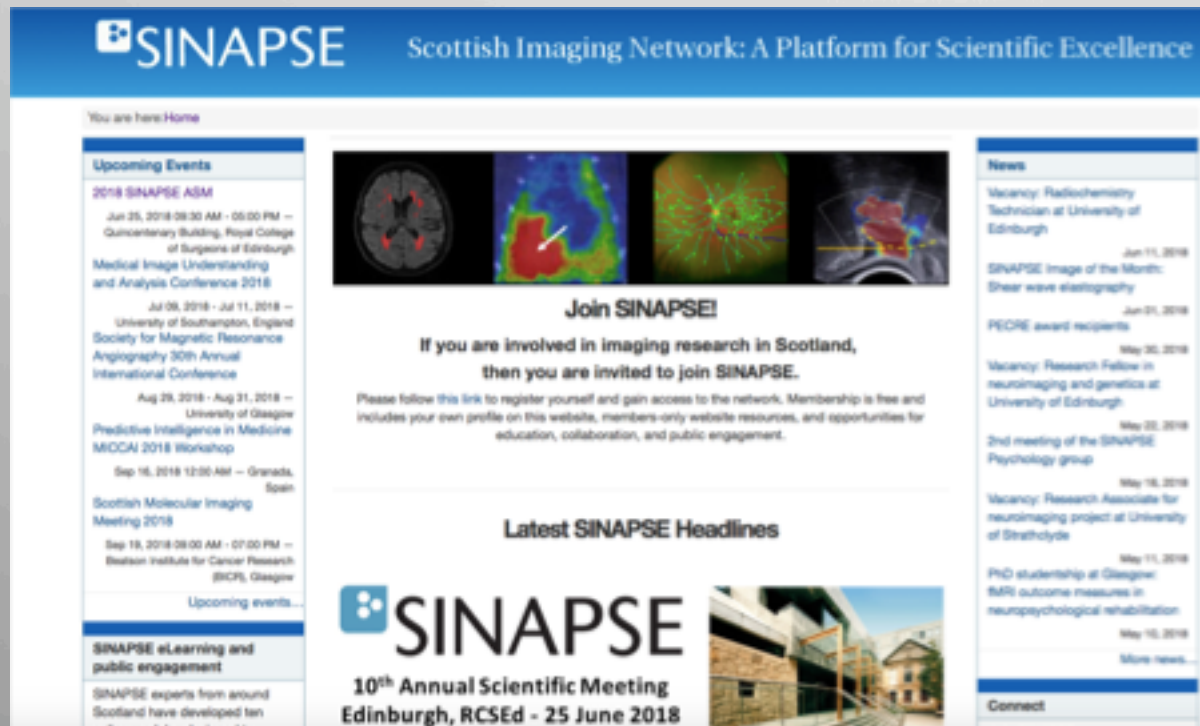 SINAPSE
Scottish Imaging Network: A Platform for Scientific Excellence
You are here: Home
Upcoming Events
2018 SINAPSE ASM
Jun 25, 2018 09:30 AM - 05:00 PM —
Quincentenary Building, Royal College
of Surgeons of Edinburgh
Medical Image Understanding
and Analysis Conference 2018
Jul 09, 2018 - Jul 11, 2018 —
University of Southampton, England
Society for Magnetic Resonance
Angiography 30th Annual
International Conference
Aug 29, 2018 - Aug 31, 2018 —
University of Glasgow
Predictive Intelligence in Medicine
MICCAI 2018 Workshop
Sep 16, 2018 12:00 AM — Granada,
Spain
Scottish Molecular Imaging
Meeting 2018
Sep 19, 2018 09:00 AM - 07:00 PM —
Beatson Institute for Cancer Research
(BICR), Glasgow
Upcoming events...
SINAPSE eLearning and
public engagement
SINAPSE experts from around
Scotland have developed ten
Join SINAPSE!
If you are involved in imaging research in Scotland,
then you are invited to join SINAPSE.
Please follow this link to register yourself and gain access to the network. Membership is free and
includes your own profile on this website, members-only website resources, and opportunities for
education, collaboration, and public engagement.
Latest SINAPSE Headlines
SINAPSE
10th Annual Scientific Meeting
Edinburgh, RCSEd - 25 June 2018
News
Vacancy: Radiochemistry
Technician at University of
Edinburgh
Jun 11, 2018
SINAPSE Image of the Month:
Shear wave elastography
Jun 01, 2018
PECRE award recipients
May 30, 2018
Vacancy: Research Fellow in
neuroimaging and genetics at
University of Edinburgh
May 22, 2018
2nd meeting of the SINAPSE
Psychology group
May 18, 2018
Vacancy: Research Associate for
neuroimaging project at University
of Strathclyde
May 11, 2018
PhD studentship at Glasgow:
fMRI outcome measures in
neuropsychological rehabilitation
May 10, 2018
More news...
Connect